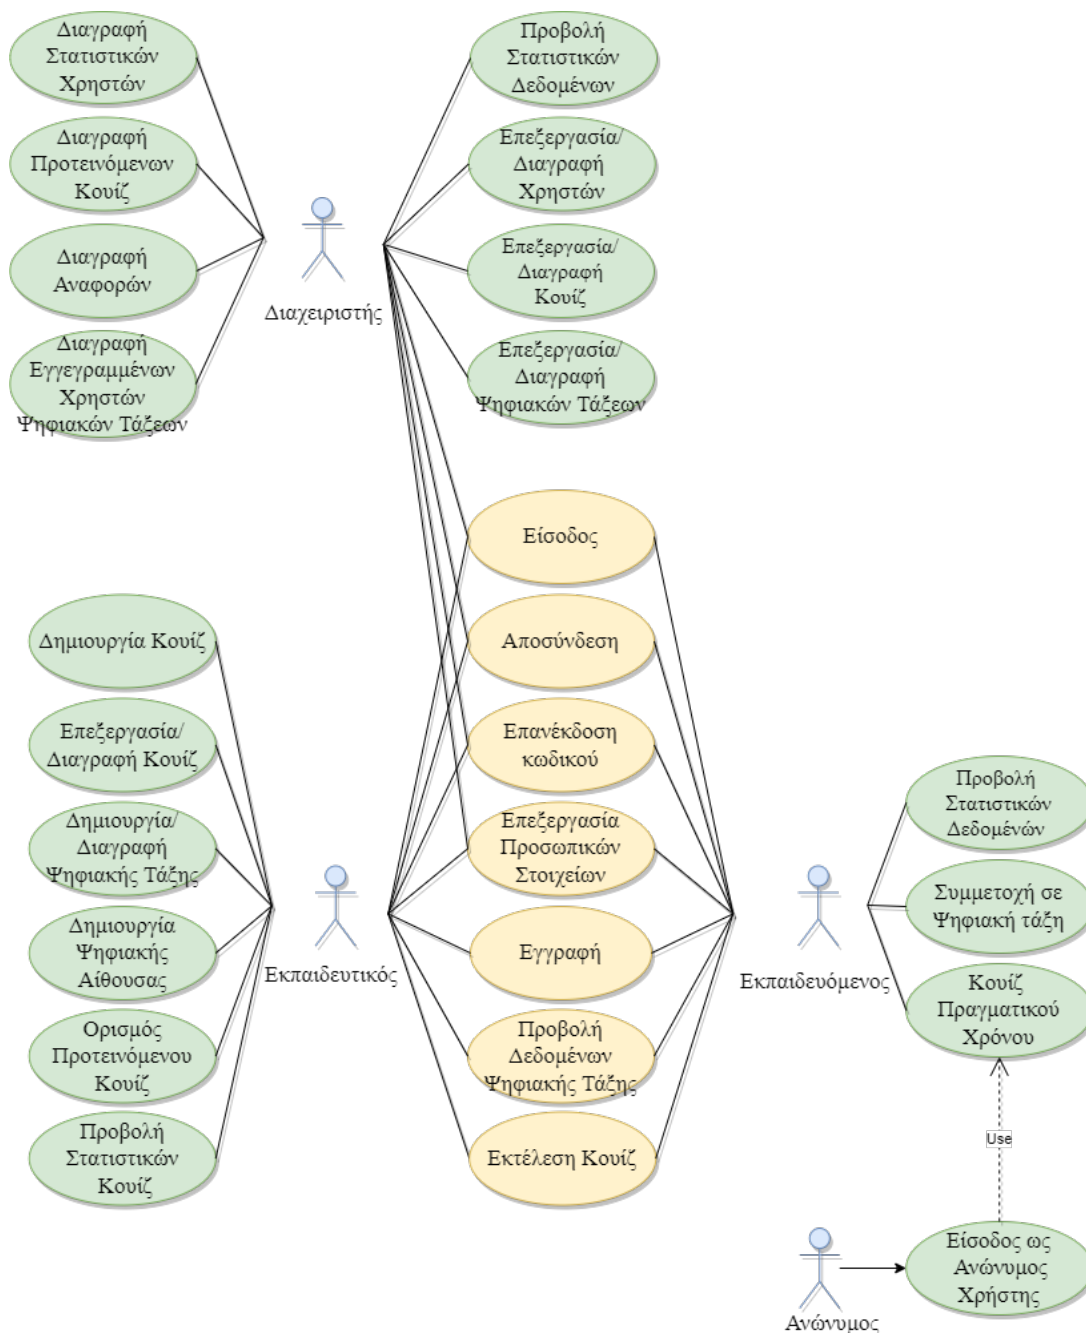 Διαγραφή
Στατιστικών
Χρηστών
Προβολή
Στατιστικών
Δεδομένων
Διαγραφή
Προτεινόμενων
Κουίζ
Επεξεργασία/
Διαγραφή
Χρηστών
Διαγραφή
Αναφορών
Επεξεργασία/
Διαγραφή
Κουίζ
Διαχειριστής
Διαγραφή
Εγγεγραμμένων
Χρηστών
Ψηφιακών Τάξεων
Επεξεργασία/
Διαγραφή
Ψηφιακών Τάξεων
Είσοδος
Δημιουργία Κουίζ
Αποσύνδεση
Επεξεργασία/
Διαγραφή Κουίζ
Επανέκδοση
κωδικού
Προβολή
Στατιστικών
Δεδομένών
Δημιουργία/
Διαγραφή
Ψηφιακής Τάξης
Επεξεργασία
Προσωπικών
Στοιχείων
Συμμετοχή σε
Ψηφιακή τάξη
Δημιουργία
Ψηφιακής
Αίθουσας
Εκπαιδευτικός
Εγγραφή
Εκπαιδευόμενος
Κουίζ
Πραγματικού
Χρόνου
Ορισμός
Προτεινόμενου
Κουίζ
Προβολή
Δεδομένων
Ψηφιακής Τάξης
Προβολή
Στατιστικών
Κουίζ
Εκτέλεση Κουίζ
Use
Είσοδος ως
Ανώνυμος
Χρήστης
Ανώνυμος